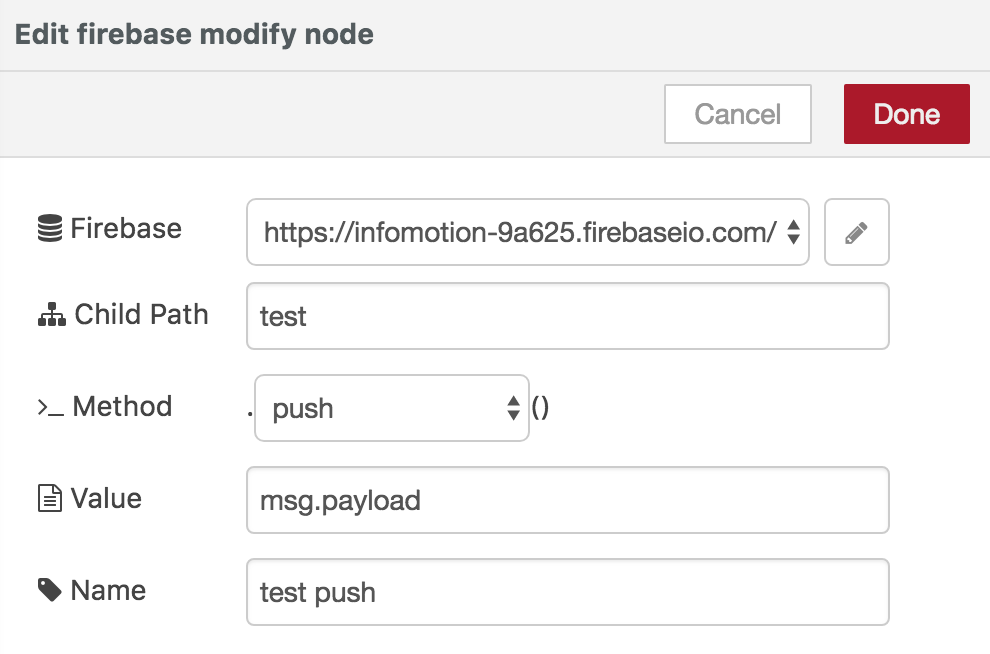 Edit firebase modify node
Cancel Done
Firebase https://infomotion-9a625.firebaseio.com/
Child Path test
Method . push ()
Value msg.payload
Name test push